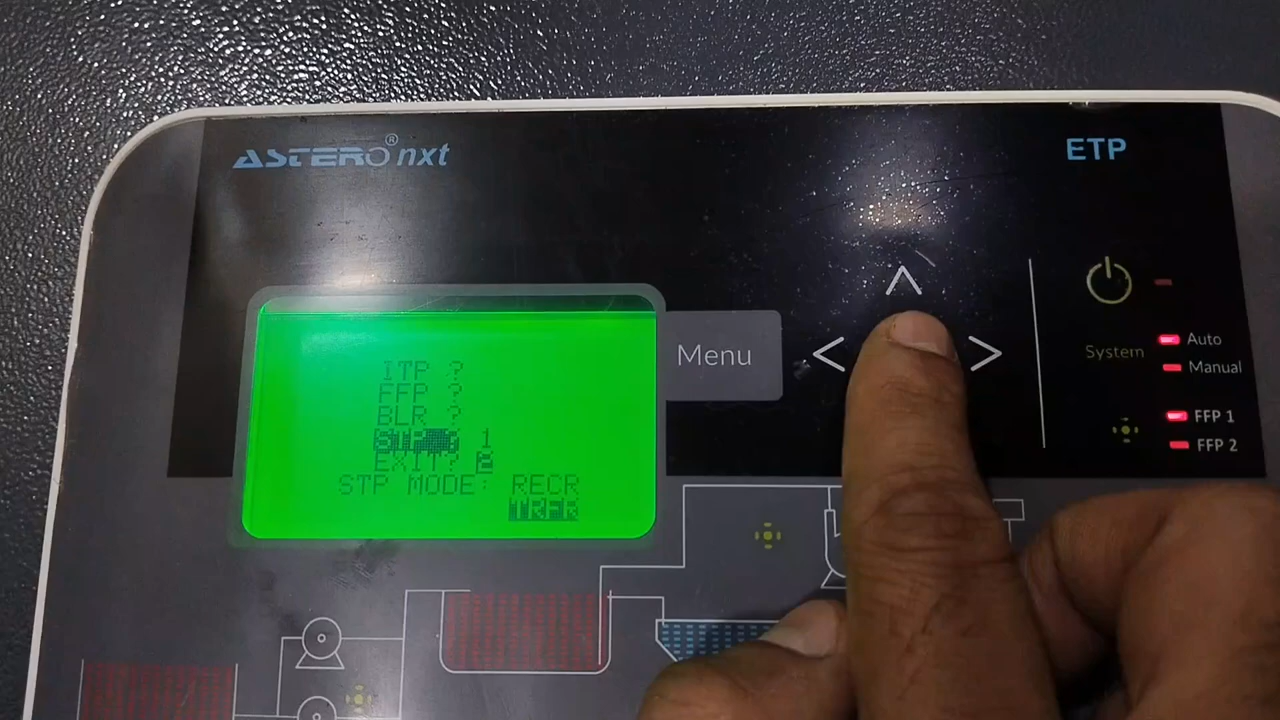 ASTERO® nxt
ETP
ITP ?
FFP ?
BLR ?
STP ? 1
EXIT? 2
STP MODE: RECR
TRFR
Menu
System
Auto
Manual
FFP 1
FFP 2